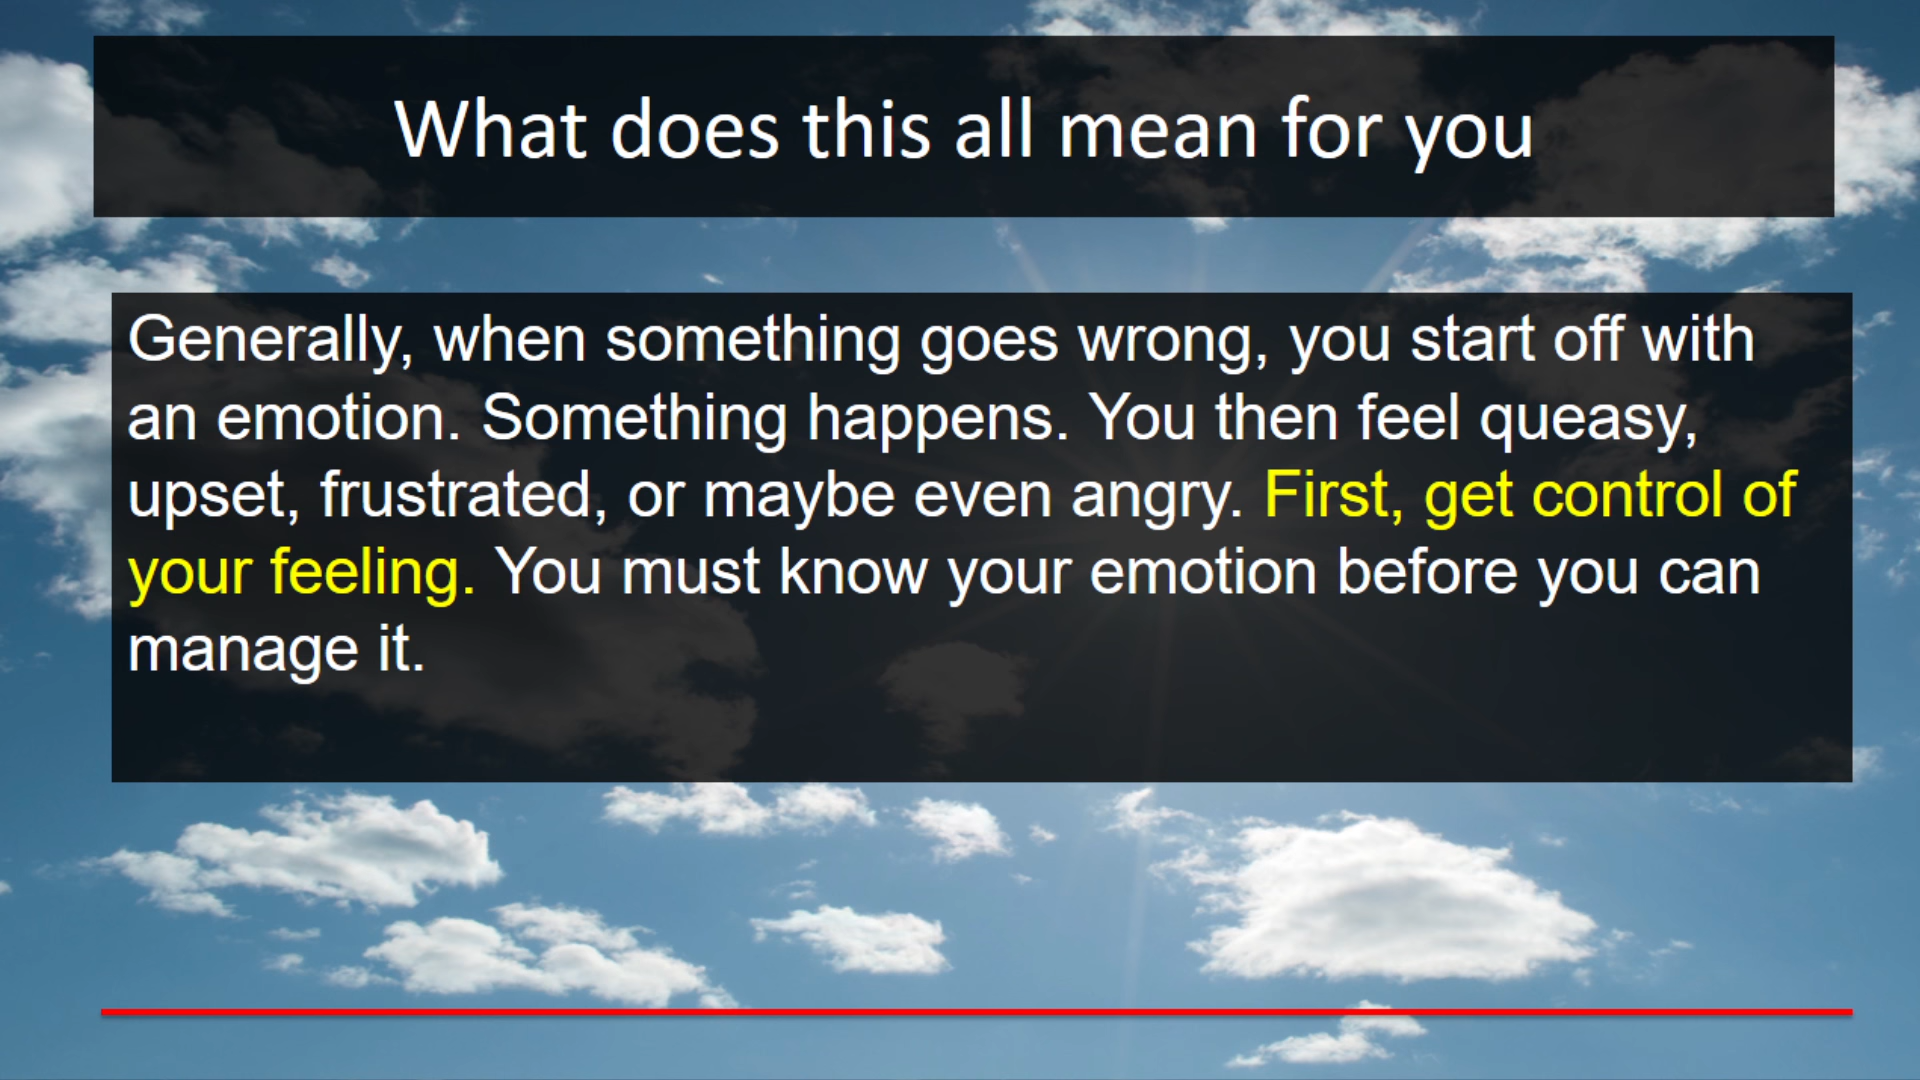 What does this all mean for you
Generally, when something goes wrong, you start off with
an emotion. Something happens. You then feel queasy,
upset, frustrated, or maybe even angry. First, get control of
your feeling. You must know your emotion before you can
manage it.